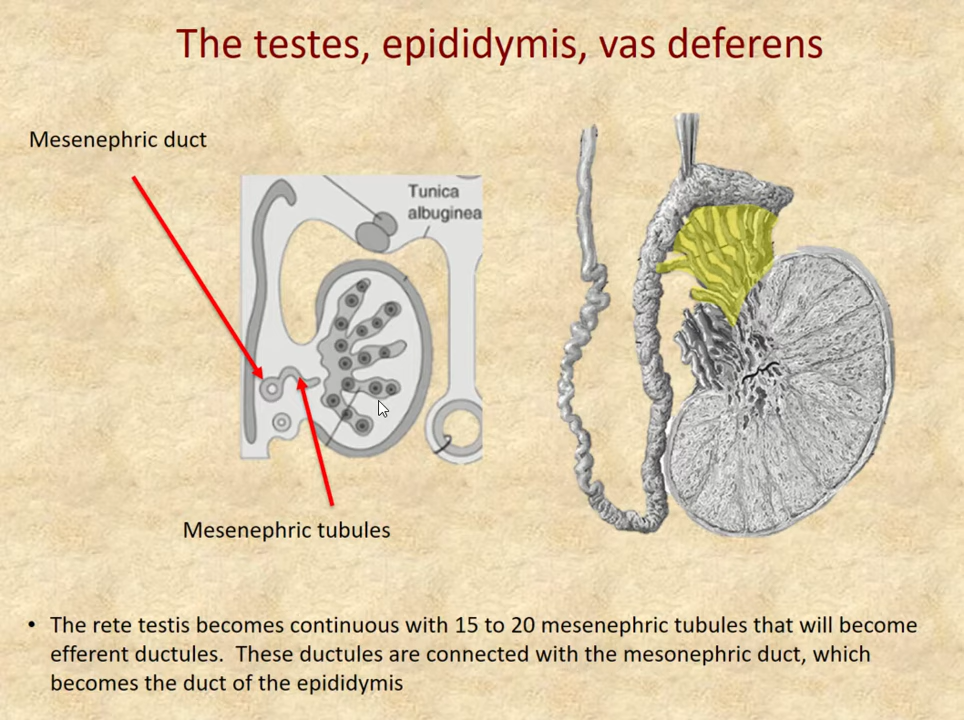 The testes, epididymis, vas deferens
Mesenephric duct
Tunica
albuginea
Mesenephric tubules
• The rete testis becomes continuous with 15 to 20 mesenephric tubules that will become
efferent ductules.  These ductules are connected with the mesonephric duct, which
becomes the duct of the epididymis